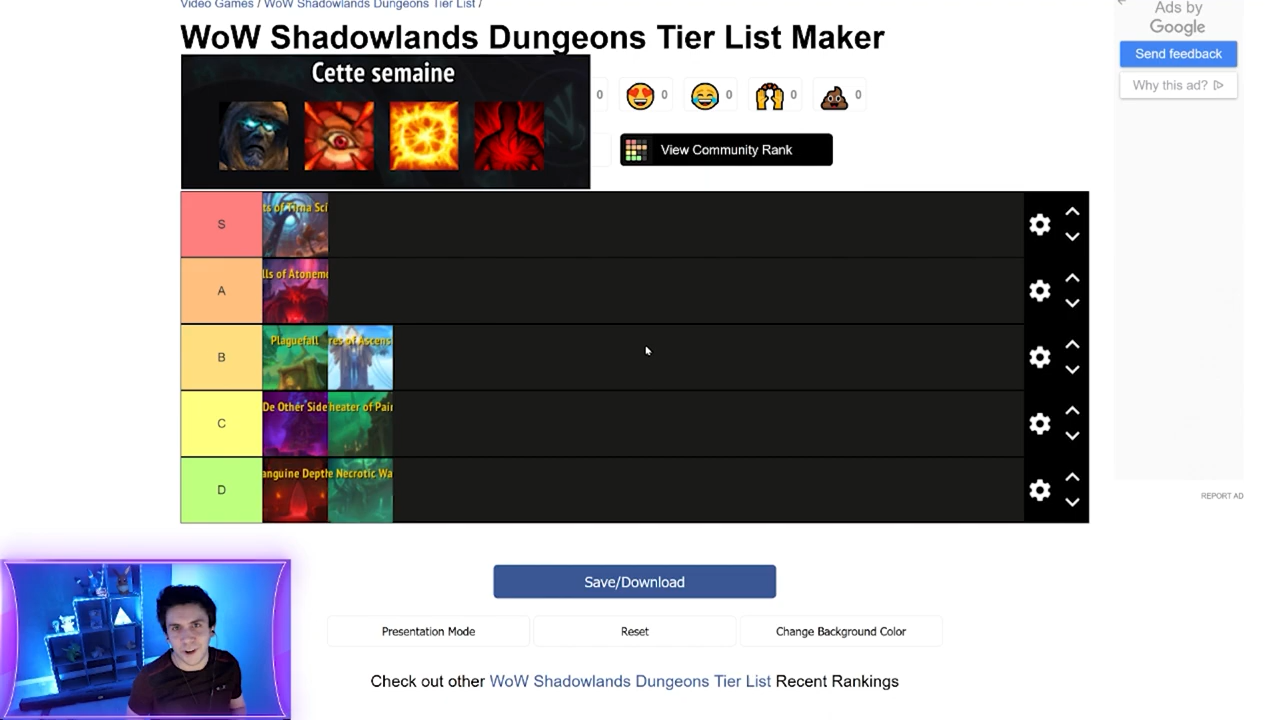 Video Games / WoW Shadowlands Dungeons Tier List /
WoW Shadowlands Dungeons Tier List Maker
Cette semaine
0
0
0
0
0
View Community Rank
S
ts of Tirna Sci
A
lls of Atoneme
B
Plaguefall
res of Ascens
C
De Other Side
heater of Pai
D
anguine Depth
e Necrotic Wa
Save/Download
Presentation Mode
Reset
Change Background Color
Check out other WoW Shadowlands Dungeons Tier List Recent Rankings
Ads by
Google
Send feedback
Why this ad?
REPORT AD